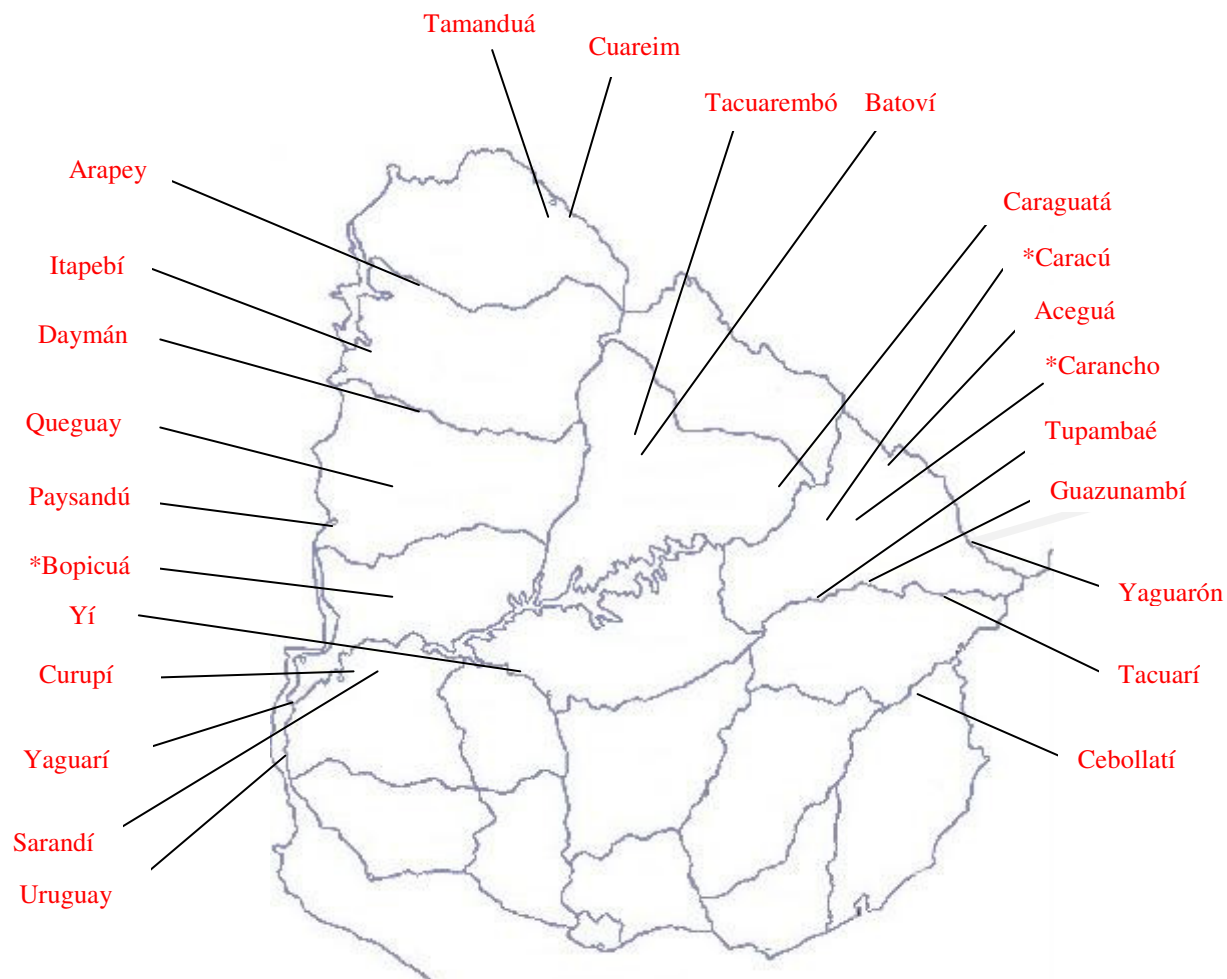 Tamanduá
Cuareim
Tacuarembó
Batoví
Arapey
Caraguatá
*Caracú
Itapebí
Aceguá
Daymán
*Carancho
Queguay
Tupambaé
Guazunambí
Paysandú
*Bopicuá
Yaguarón
Yí
Curupí
Tacuarí
Yaguarí
Cebollatí
Sarandí
Uruguay